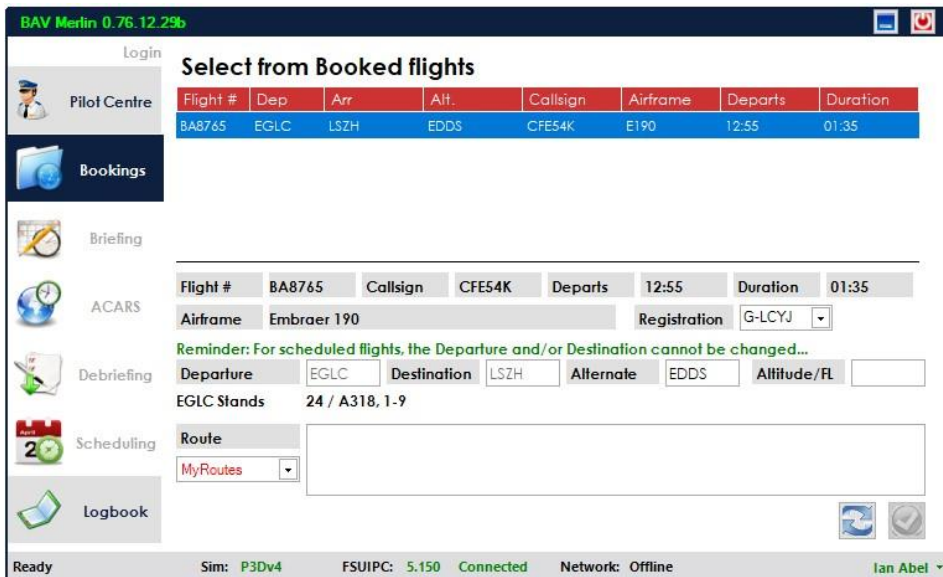 BAV Merlin 0.76.12.29b
Login
Pilot Centre
Bookings
Briefing
ACARS
Debriefing
April
2
Scheduling
Logbook
Select from Booked flights
Flight # Dep Arr Alt. Callsign Airframe Departs Duration
BA8765 EGLC LSZH EDDS CFE54K E190 12:55 01:35
Flight # BA8765 Callsign CFE54K Departs 12:55 Duration 01:35
Airframe Embraer 190 Registration G-LCYJ
Reminder: For scheduled flights, the Departure and/or Destination cannot be changed...
Departure EGLC Destination LSZH Alternate EDDS Altitude/FL
EGLC Stands 24 / A318, 1-9
Route
MyRoutes
Ready Sim: P3Dv4 FSUIPC: 5.150 Connected Network: Offline Ian Abel